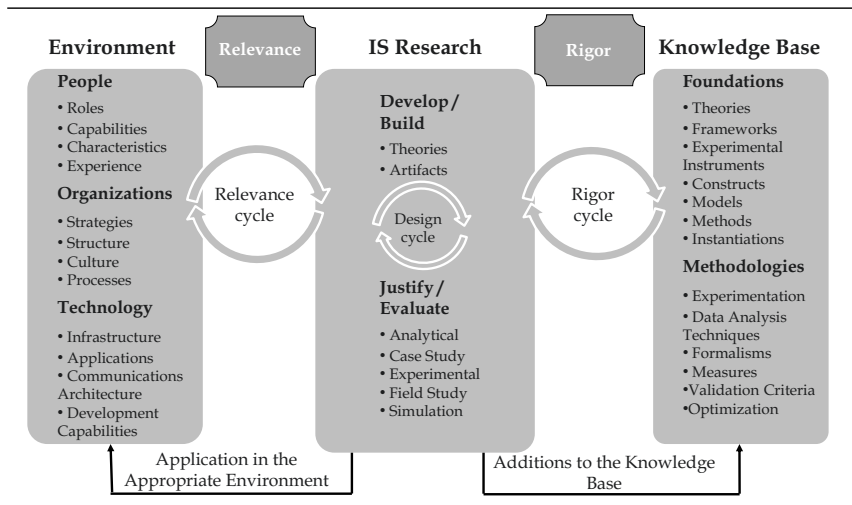 Environment
Relevance
IS Research
Rigor
Knowledge Base
People
• Roles
• Capabilities
• Characteristics
• Experience
Organizations
• Strategies
• Structure
• Culture
• Processes
Technology
• Infrastructure
• Applications
• Communications
Architecture
• Development
Capabilities
Relevance
cycle
Develop /
Build
• Theories
• Artifacts
Design
cycle
Justify /
Evaluate
• Analytical
• Case Study
• Experimental
• Field Study
• Simulation
Rigor
cycle
Foundations
• Theories
• Frameworks
• Experimental
Instruments
• Constructs
• Models
• Methods
• Instantiations
Methodologies
• Experimentation
• Data Analysis
Techniques
• Formalisms
• Measures
•Validation Criteria
•Optimization
Application in the
Appropriate Environment
Additions to the Knowledge
Base